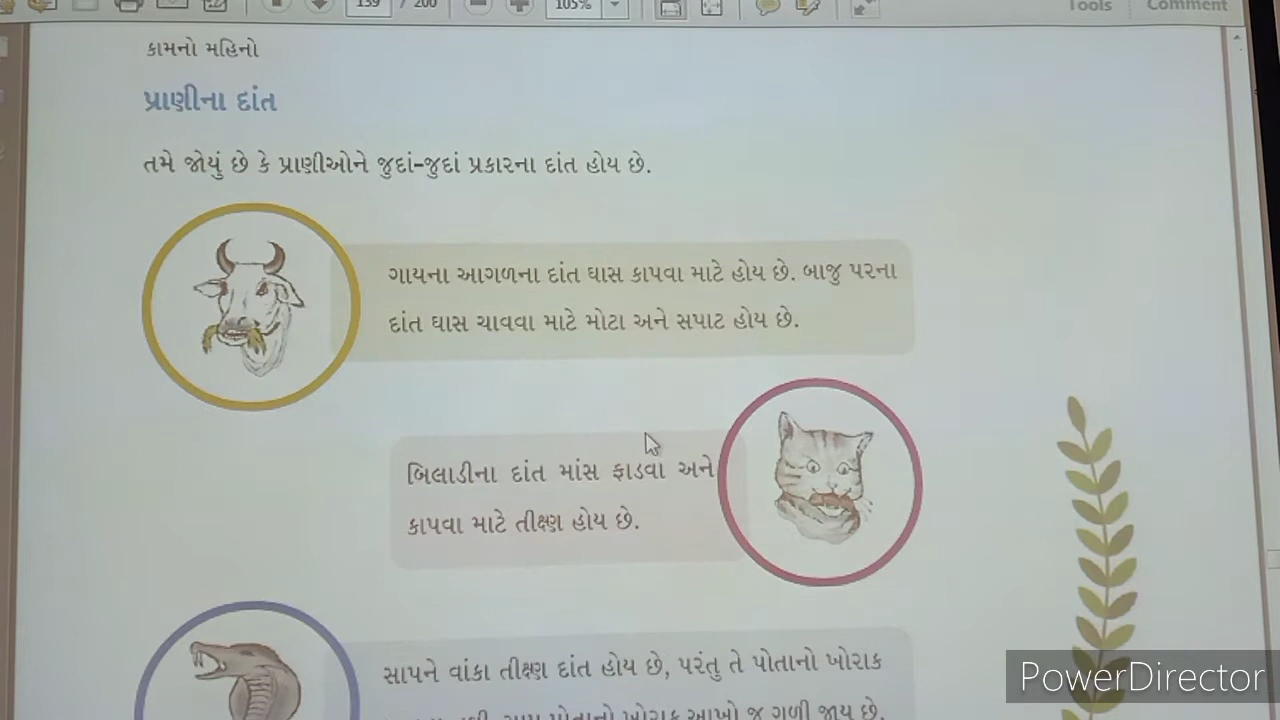 139 / 200
105%
Tools
Comment
કામનો મહિનો
પ્રાણીના દાંત
તમે જોયું છે કે પ્રાણીઓને જુદાં-જુદાં પ્રકારના દાંત હોય છે.
ગાયના આગળના દાંત ઘાસ કાપવા માટે હોય છે. બાજુ પરના
દાંત ઘાસ ચાવવા માટે મોટા અને સપાટ હોય છે.
બિલાડીના દાંત માંસ ફાડવા અને
કાપવા માટે તીક્ષ્ણ હોય છે.
સાપને વાંકા તીક્ષ્ણ દાંત હોય છે, પરંતુ તે પોતાનો ખોરાક
સાપ પોતાનો ખોરાક આખો જ ગળી જાય છે.
PowerDirector